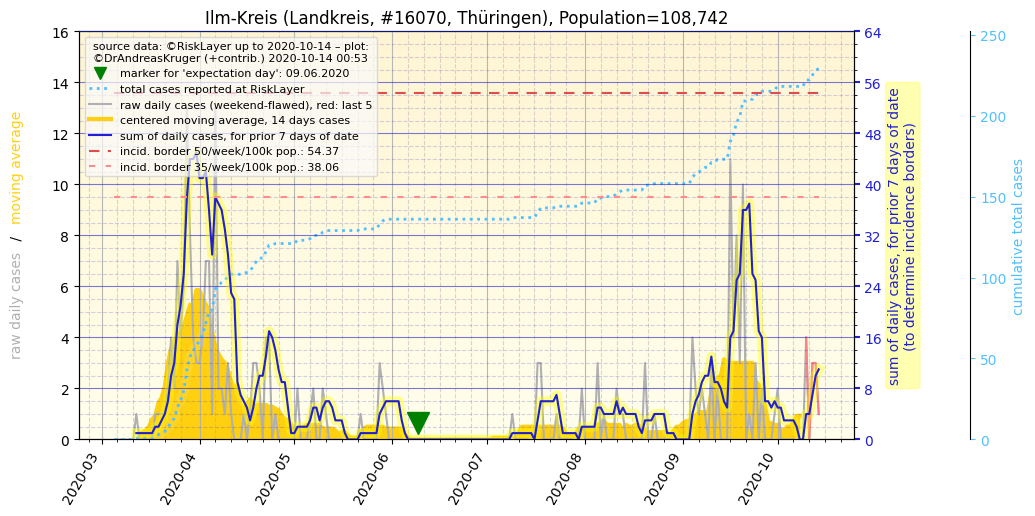 Ilm-Kreis (Landkreis, #16070, Thüringen), Population=108,742
source data: ©RiskLayer up to 2020-10-14 – plot:
©DrAndreasKruger (+contrib.) 2020-10-14 00:53
marker for 'expectation day': 09.06.2020
total cases reported at RiskLayer
raw daily cases (weekend-flawed), red: last 5
centered moving average, 14 days cases
sum of daily cases, for prior 7 days of date
incid. border 50/week/100k pop.: 54.37
incid. border 35/week/100k pop.: 38.06
raw daily cases / moving average
16
14
12
10
8
6
4
2
0
2020-03
2020-04
2020-05
2020-06
2020-07
2020-08
2020-09
2020-10
64
56
48
40
32
24
16
8
0
sum of daily cases, for prior 7 days of date
(to determine incidence borders)
250
200
150
100
50
0
cumulative total cases